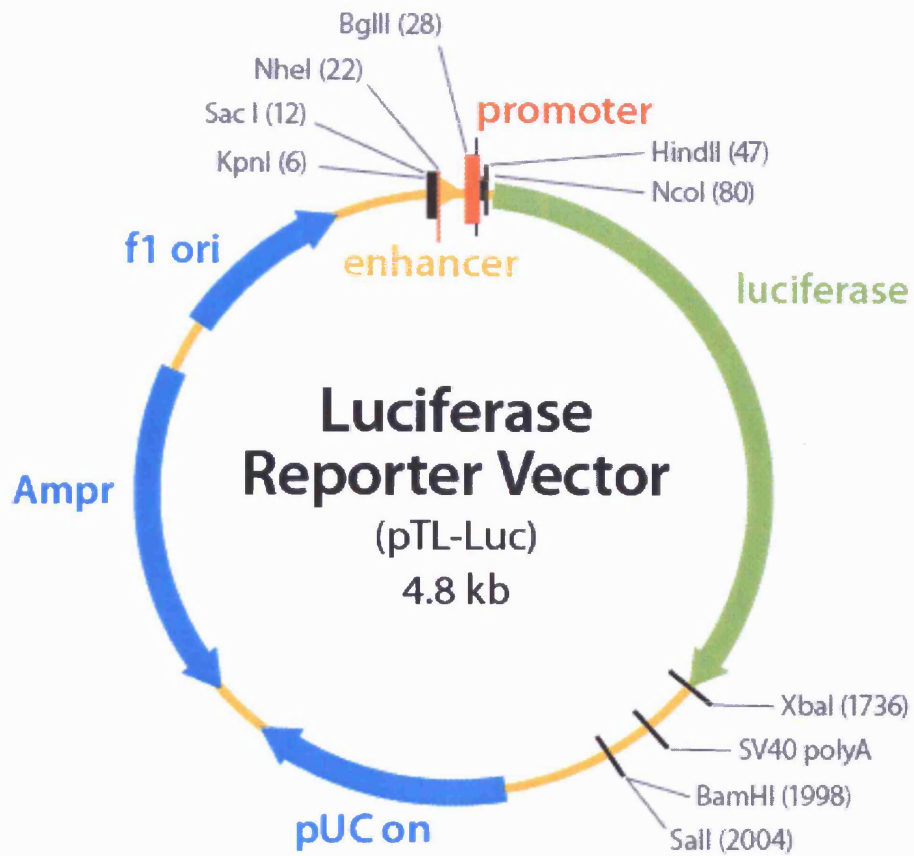 BglII (28)
NheI (22)
promoter
Sac I (12)
HindII (47)
KpnI (6)
NcoI (80)
f1 ori
enhancer
luciferase
Luciferase
Reporter Vector
(pTL-Luc)
4.8 kb
Ampr
XbaI (1736)
SV40 polyA
BamHI (1998)
pUC on
SalI (2004)